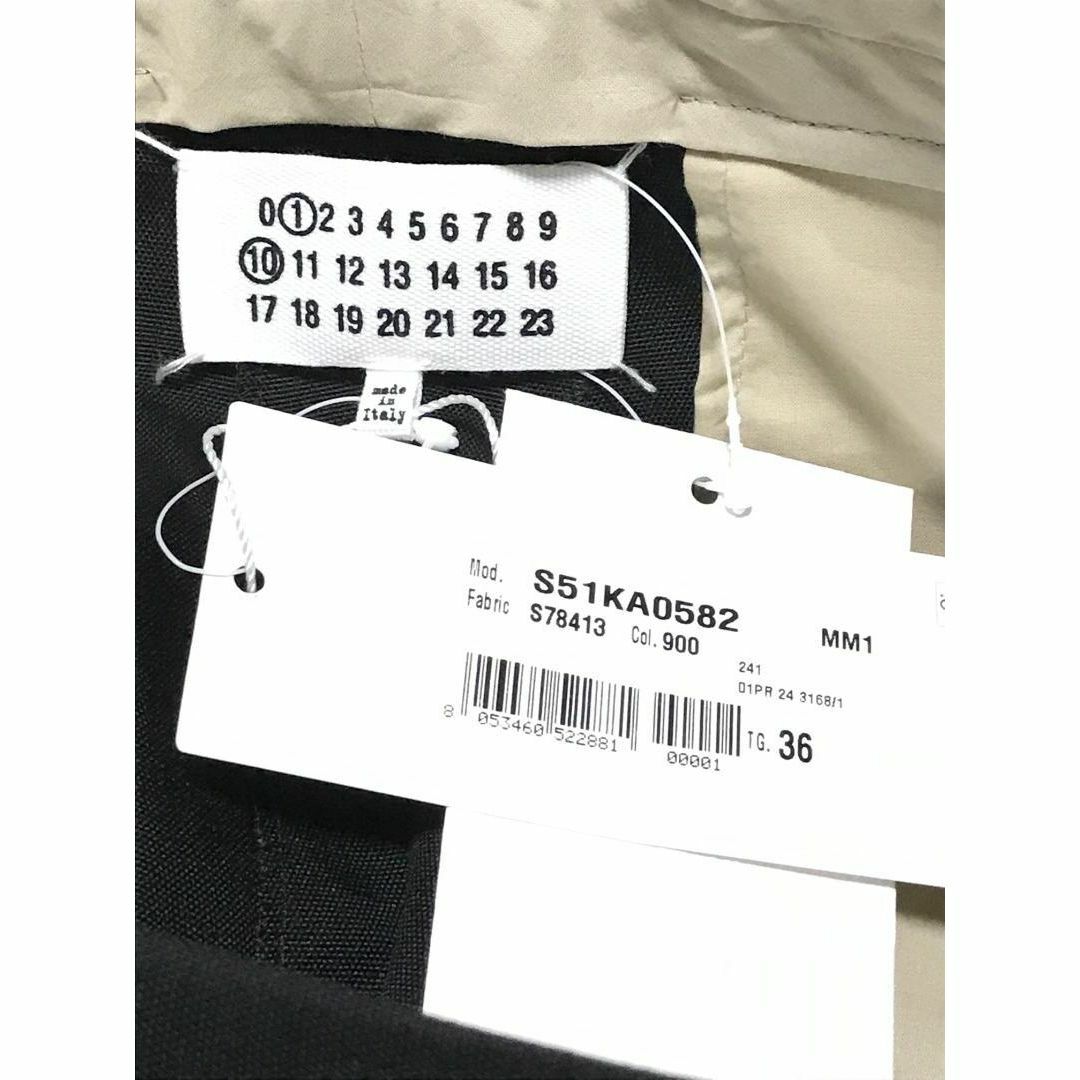 0 1 2 3 4 5 6 7 8 9
10 11 12 13 14 15 16
17 18 19 20 21 22 23
made
in
Italy
Mod. S51KA0582 MM1
Fabric S78413 Col. 900
241
01PR 24 3168/1
8 053460 522881 00001 TG. 36